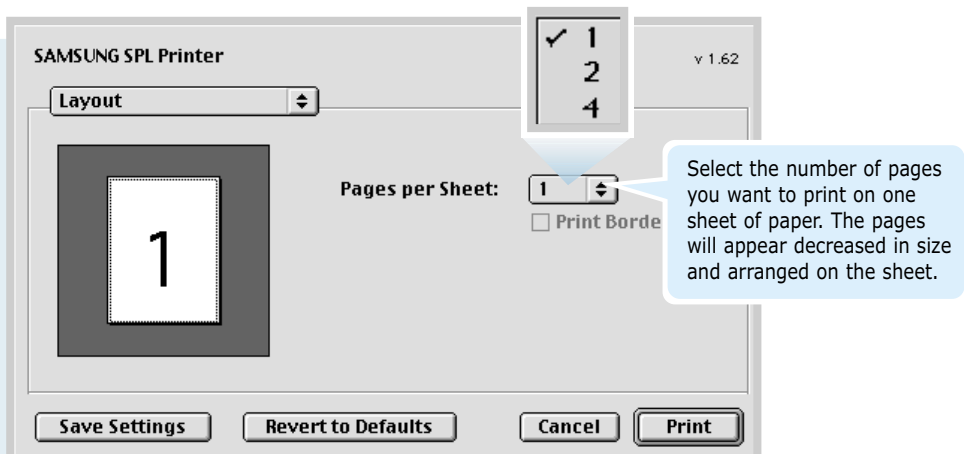 SAMSUNG SPL Printer
v 1.62
Layout
✓ 1
2
4
1
Pages per Sheet:
1
Print Borde
Select the number of pages
you want to print on one
sheet of paper. The pages
will appear decreased in size
and arranged on the sheet.
Save Settings
Revert to Defaults
Cancel
Print